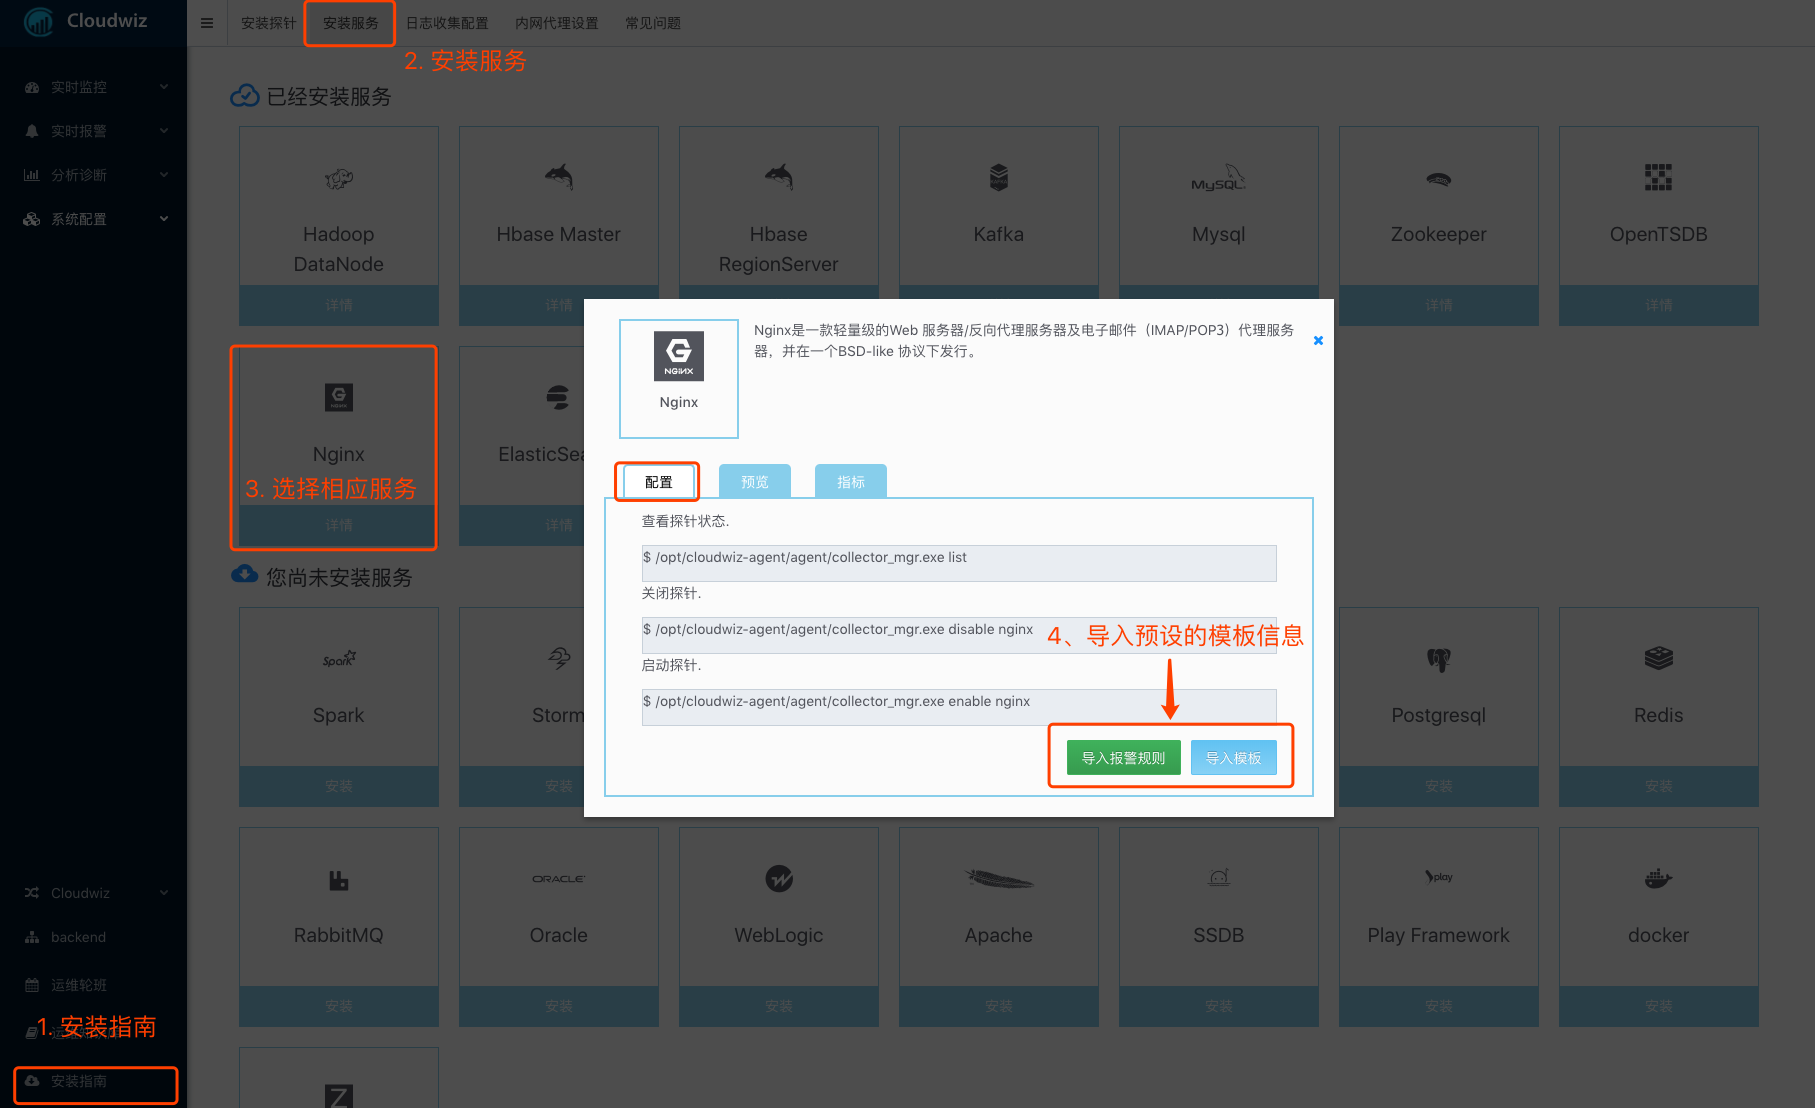 Cloudwiz
安装探针
安装服务
日志收集配置
内网代理设置
常见问题
2. 安装服务
实时监控
实时报警
分析诊断
系统配置
已经安装服务
Hadoop
DataNode
详情
Hbase Master
详情
Hbase
RegionServer
Kafka
MySQL
Mysql
Zookeeper
详情
OpenTSDB
详情
NGINX
Nginx
3. 选择相应服务
详情
ElasticSea
详情
NGINX
Nginx
Nginx是一款轻量级的Web 服务器/反向代理服务器及电子邮件（IMAP/POP3）代理服务
器，并在一个BSD-like 协议下发行。
配置
预览
指标
查看探针状态.
$ /opt/cloudwiz-agent/agent/collector_mgr.exe list
关闭探针.
$ /opt/cloudwiz-agent/agent/collector_mgr.exe disable nginx
启动探针.
$ /opt/cloudwiz-agent/agent/collector_mgr.exe enable nginx
4、导入预设的模板信息
导入报警规则
导入模板
您尚未安装服务
Spark
Spark
安装
Storm
安装
Postgresql
安装
Redis
安装
RabbitMQ
安装
ORACLE
Oracle
安装
WebLogic
安装
Apache
安装
SSDB
安装
play
Play Framework
安装
docker
安装
Z
Cloudwiz
backend
运维轮班
1. 安装指南
安装指南